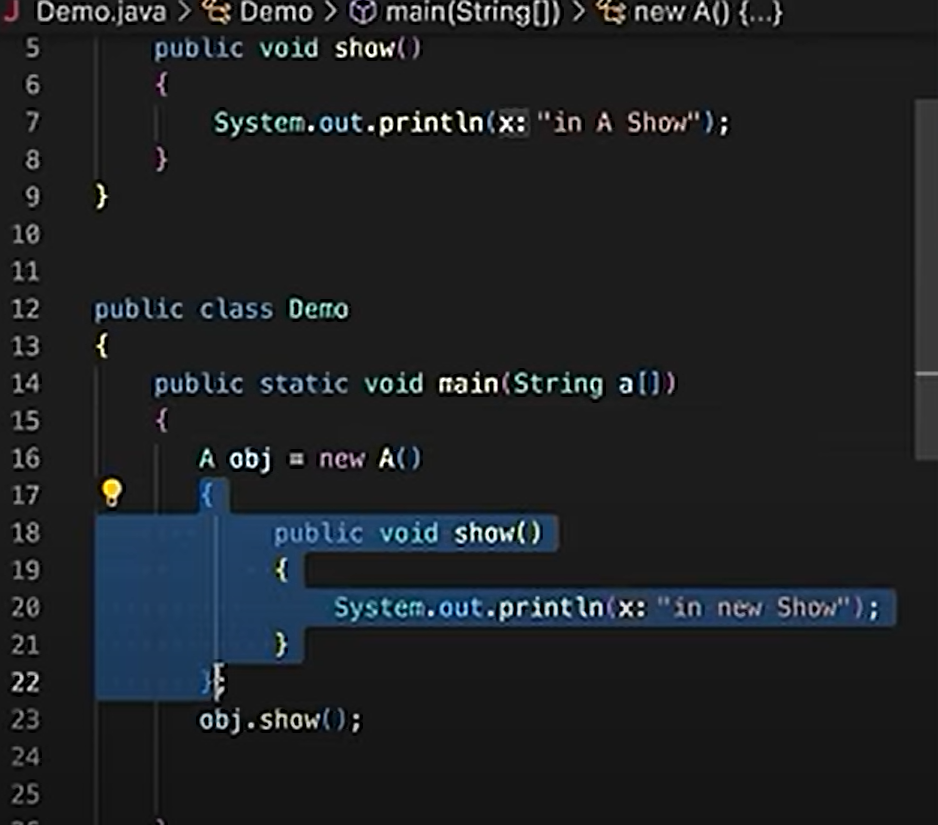 Demo.java > Demo > main(String[]) > new A() {...}
5 public void show()
6 {
7 System.out.println(x: "in A Show");
8 }
9 }
10
11
12 public class Demo
13 {
14 public static void main(String a[])
15 {
16 A obj = new A()
17 {
18 public void show()
19 {
20 System.out.println(x: "in new Show");
21 }
22 };
23 obj.show();
24
25